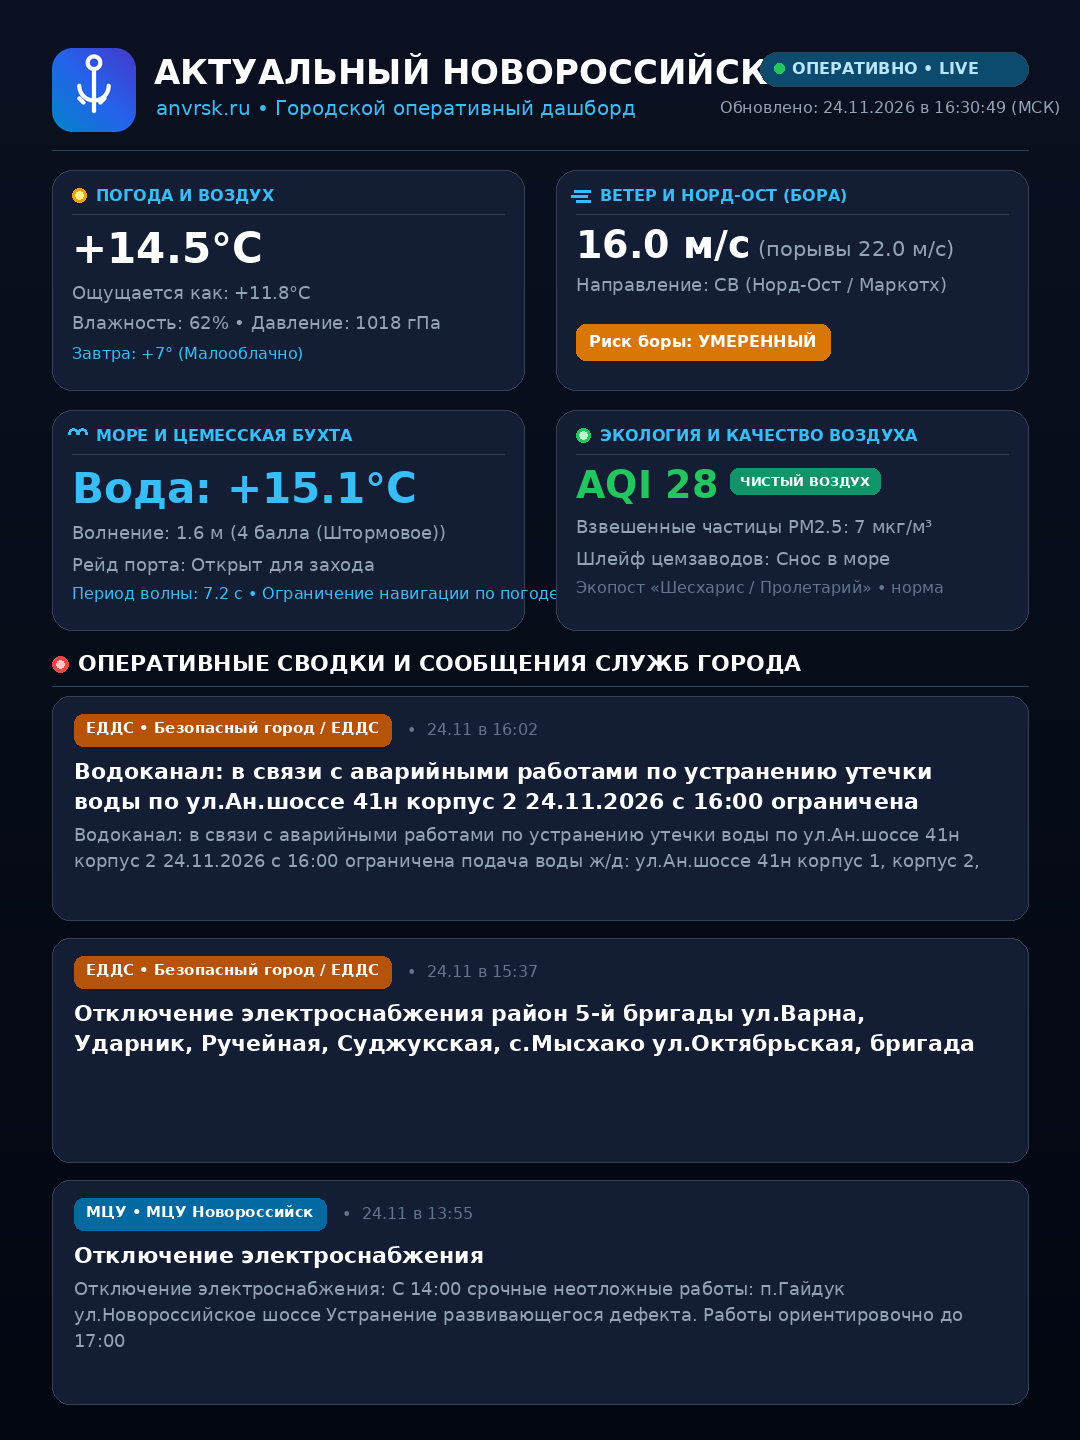 АКТУАЛЬНЫЙ НОВОРОССИЙСК
ОПЕРАТИВНО • LIVE
anvrsk.ru • Городской оперативный дашборд
Обновлено: 24.11.2026 в 16:30:49 (МСК)
ПОГОДА И ВОЗДУХ
+14.5°C
Ощущается как: +11.8°C
Влажность: 62% • Давление: 1018 гПа
Завтра: +7° (Малооблачно)
ВЕТЕР И НОРД-ОСТ (БОРА)
16.0 м/с (порывы 22.0 м/с)
Направление: СВ (Норд-Ост / Маркотх)
Риск боры: УМЕРЕННЫЙ
МОРЕ И ЦЕМЕССКАЯ БУХТА
Вода: +15.1°C
Волнение: 1.6 м (4 балла (Штормовое))
Рейд порта: Открыт для захода
Период волны: 7.2 с • Ограничение навигации по погоде
ЭКОЛОГИЯ И КАЧЕСТВО ВОЗДУХА
AQI 28 ЧИСТЫЙ ВОЗДУХ
Взвешенные частицы PM2.5: 7 мкг/м³
Шлейф цемзаводов: Снос в море
Экопост «Шесхарис / Пролетарий» • норма
ОПЕРАТИВНЫЕ СВОДКИ И СООБЩЕНИЯ СЛУЖБ ГОРОДА
ЕДДС • Безопасный город / ЕДДС • 24.11 в 16:02
Водоканал: в связи с аварийными работами по устранению утечки
воды по ул.Ан.шоссе 41н корпус 2 24.11.2026 с 16:00 ограничена
Водоканал: в связи с аварийными работами по устранению утечки воды по ул.Ан.шоссе 41н
корпус 2 24.11.2026 с 16:00 ограничена подача воды ж/д: ул.Ан.шоссе 41н корпус 1, корпус 2,
ЕДДС • Безопасный город / ЕДДС • 24.11 в 15:37
Отключение электроснабжения район 5-й бригады ул.Варна,
Ударник, Ручейная, Суджукская, с.Мысхако ул.Октябрьская, бригада
МЦУ • МЦУ Новороссийск • 24.11 в 13:55
Отключение электроснабжения
Отключение электроснабжения: С 14:00 срочные неотложные работы: п.Гайдук
ул.Новороссийское шоссе Устранение развивающегося дефекта. Работы ориентировочно до
17:00